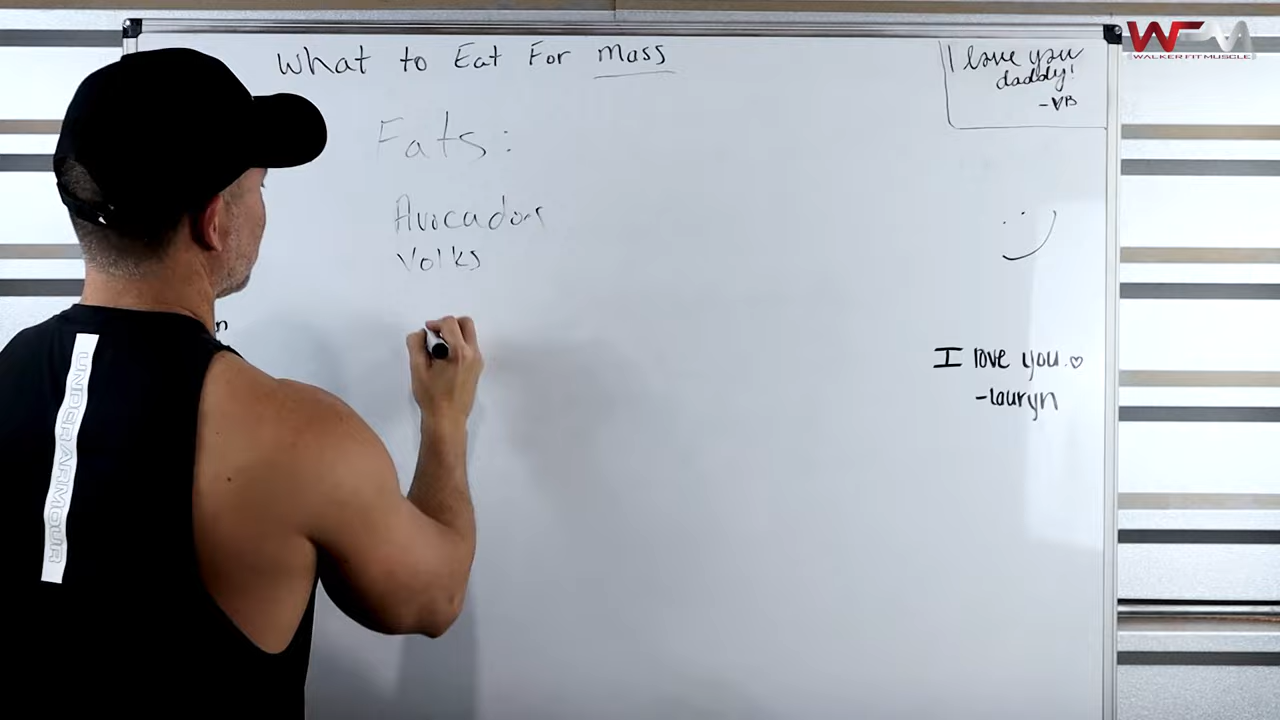 What to Eat For Mass
Fats:
Avocados
Yolks
I love you
daddy!
-VB
I love you.♡
-lauryn
n
UNDER ARMOUR
WFM
WALKER FIT MUSCLE